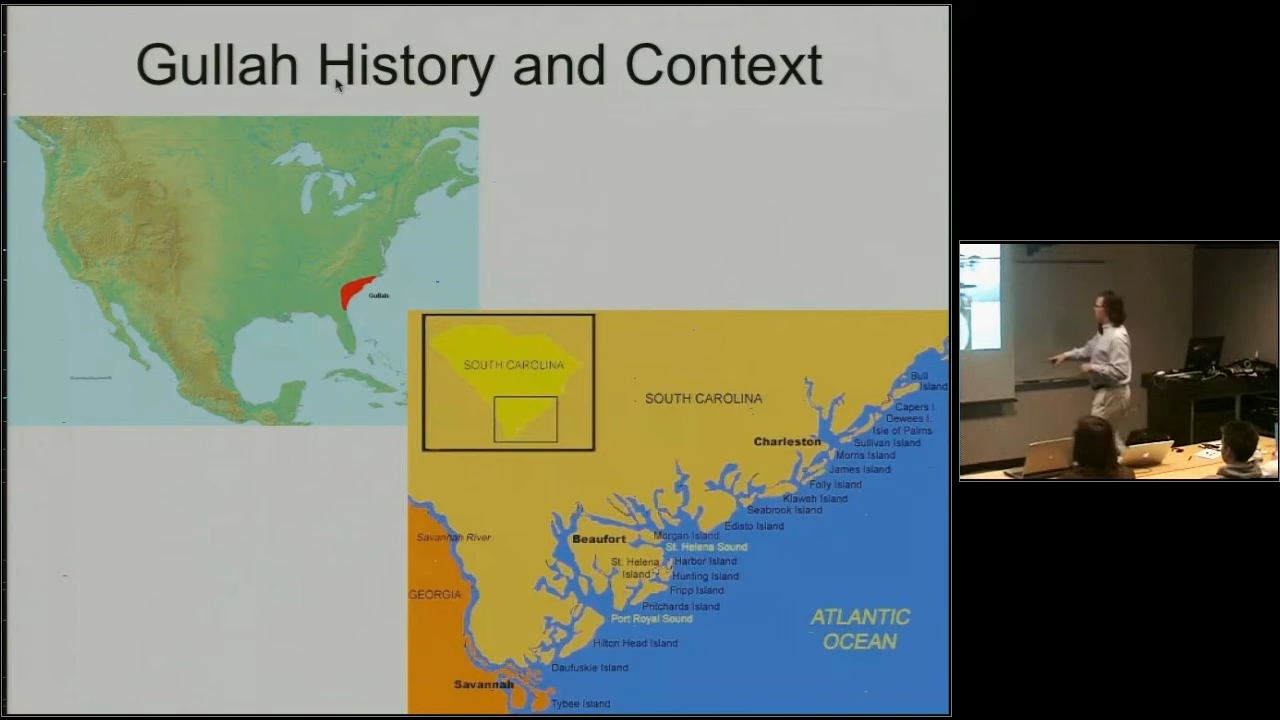 Gullah History and Context
Gullah
SOUTH CAROLINA
SOUTH CAROLINA
Bull
Island
Capers I.
Dewees I.
Isle of Palms
Charleston
Sullivan Island
Morris Island
James Island
Folly Island
Kiawah Island
Seabrook Island
Edisto Island
Savannah River
Beaufort
Morgan Island
St. Helena Sound
St. Helena
Island
Harbor Island
Hunting Island
Fripp Island
GEORGIA
Pritchards Island
Port Royal Sound
ATLANTIC
OCEAN
Hilton Head Island
Daufuskie Island
Savannah
Tybee Island